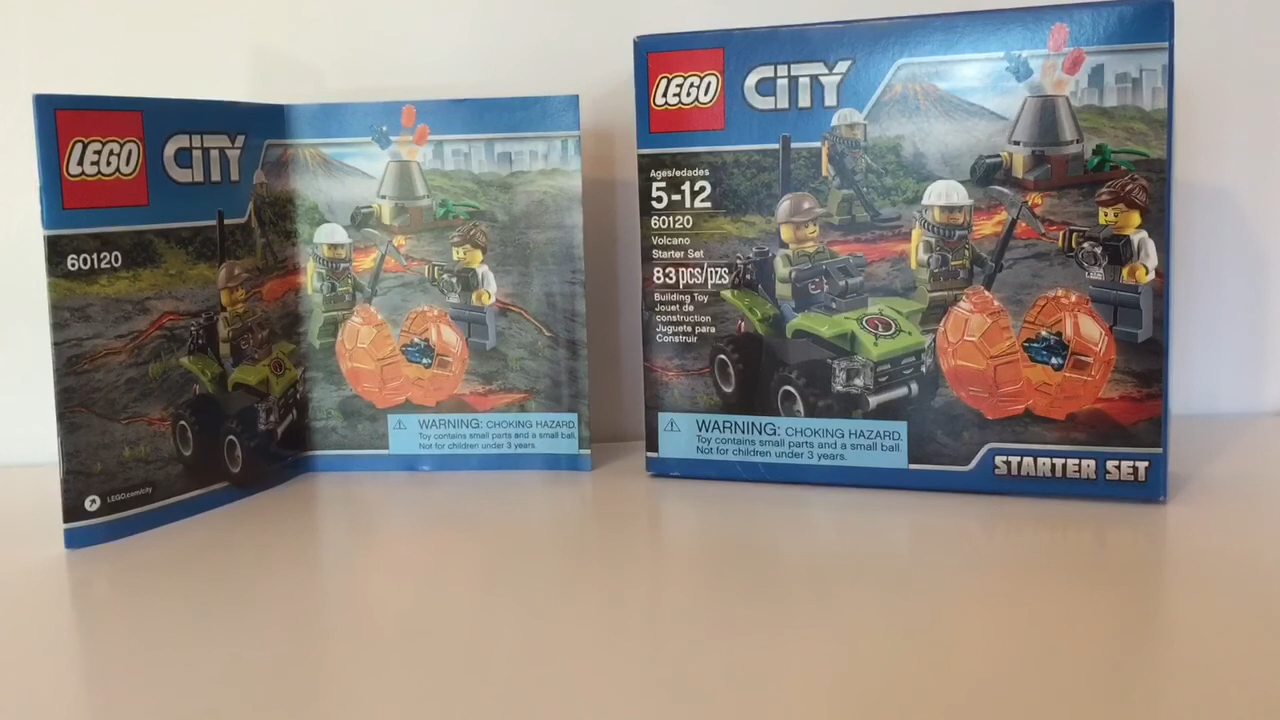 LEGO CITY
60120
WARNING: CHOKING HAZARD.
Toy contains small parts and a small ball.
Not for children under 3 years.
LEGO.com/city
LEGO CITY
Ages/edades
5-12
60120
Volcano
Starter Set
83 pcs/pzs
Building Toy
Jouet de
construction
Juguete para
Construir
WARNING: CHOKING HAZARD.
Toy contains small parts and a small ball.
Not for children under 3 years.
STARTER SET